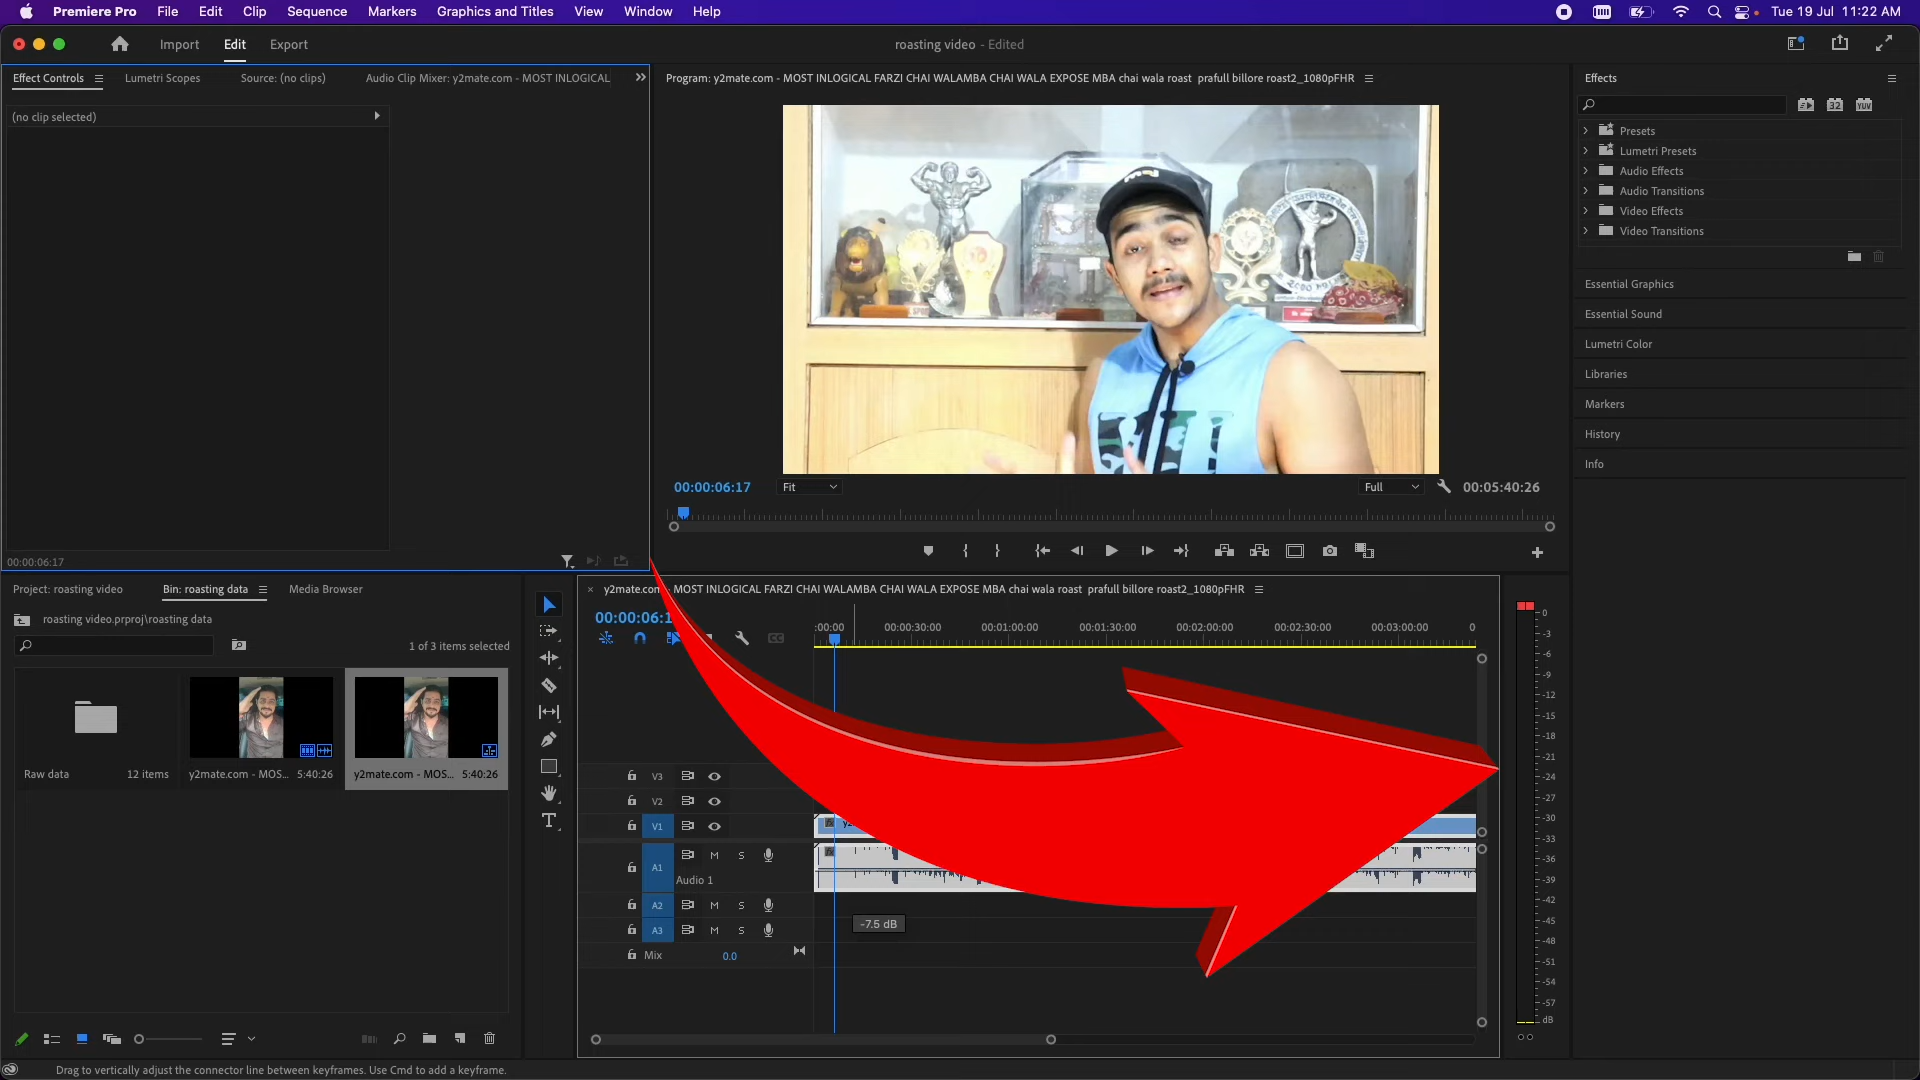 Premiere Pro File Edit Clip Sequence Markers Graphics and Titles View Window Help
Tue 19 Jul 11:22 AM
Import Edit Export
roasting video - Edited
Effect Controls Lumetri Scopes Source: (no clips) Audio Clip Mixer: y2mate.com - MOST INLOGICAL
Program: y2mate.com - MOST INLOGICAL FARZI CHAI WALAMBA CHAI WALA EXPOSE MBA chai wala roast prafull billore roast2_1080pFHR
Effects
(no clip selected)
32
YUV
Presets
Lumetri Presets
Audio Effects
Audio Transitions
Video Effects
Video Transitions
Essential Graphics
Essential Sound
Lumetri Color
Libraries
Markers
History
Info
00:00:06:17 Fit Full 00:05:40:26
00:00:06:17
Project: roasting video Bin: roasting data Media Browser
y2mate.com - MOST INLOGICAL FARZI CHAI WALAMBA CHAI WALA EXPOSE MBA chai wala roast prafull billore roast2_1080pFHR
roasting video.prproj\roasting data
1 of 3 items selected
00:00:06:1
:00:00 00:00:30:00 00:01:00:00 00:01:30:00 00:02:00:00 00:02:30:00 00:03:00:00 0
Raw data 12 items
y2mate.com - MOS... 5:40:26
y2mate.com - MOS... 5:40:26
V3
V2
V1
fx
A1 M S
Audio 1
fx
A2 M S
A3 M S
Mix 0.0
-7.5 dB
0
-3
-6
-9
-12
-15
-18
-21
-24
-27
-30
-33
-36
-39
-42
-45
-48
-51
-54
-57
dB
Drag to vertically adjust the connector line between keyframes. Use Cmd to add a keyframe.